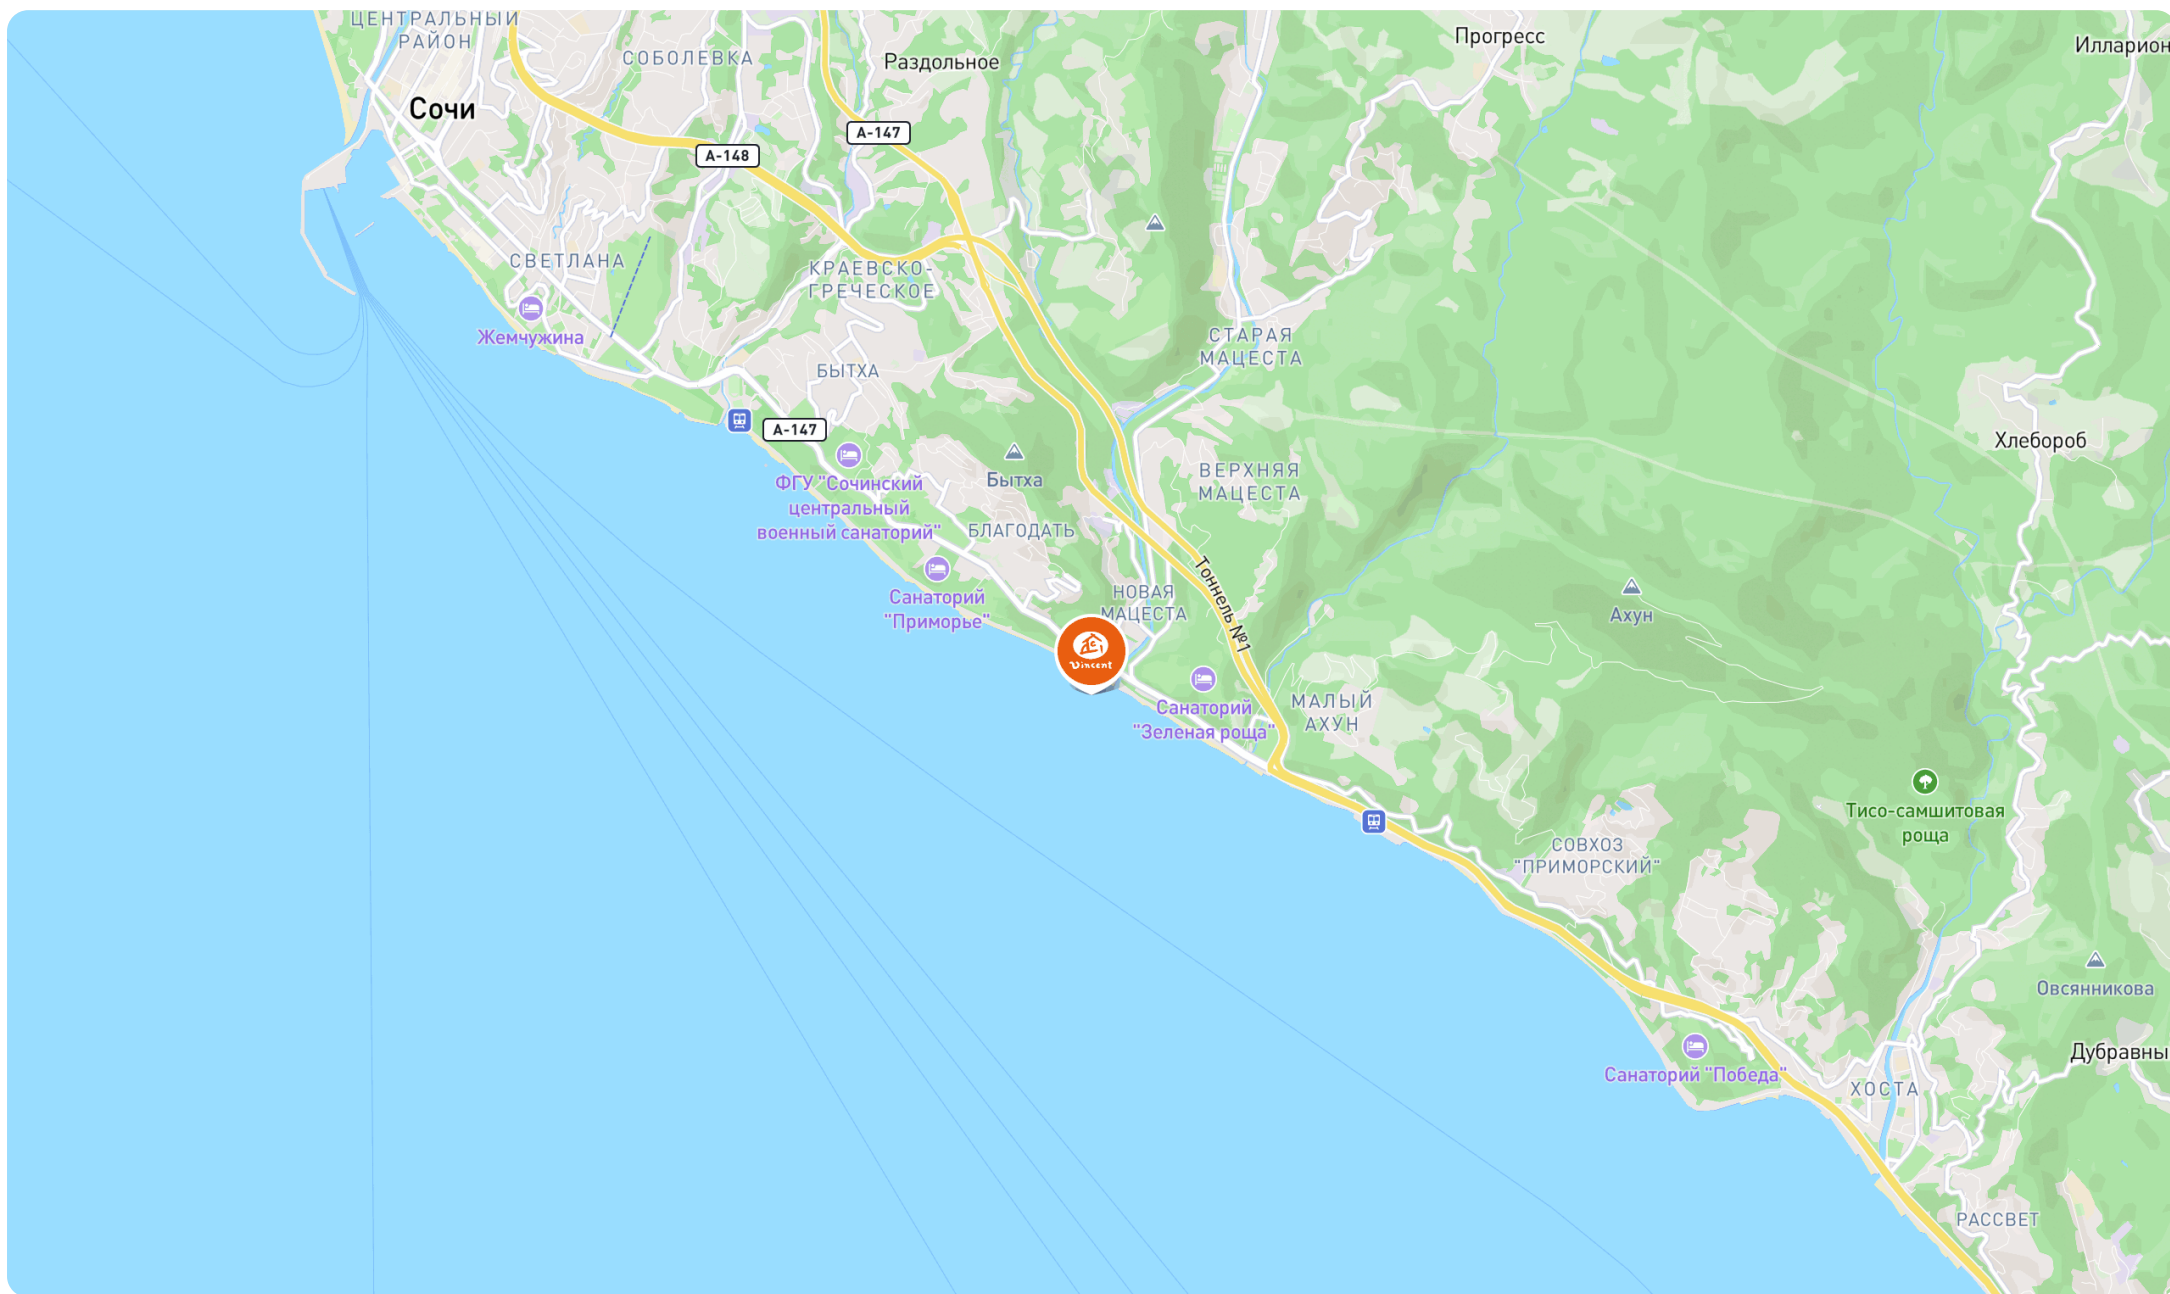 ЦЕНТРАЛЬНЫЙ
РАЙОН
СОБОЛЕВКА
Раздольное
Прогресс
Илларион
Сочи
А-147
А-148
СВЕТЛАНА
КРАЕВСКО-
ГРЕЧЕСКОЕ
Жемчужина
СТАРАЯ
МАЦЕСТА
БЫТХА
А-147
Хлебороб
ФГУ "Сочинский
центральный
военный санаторий"
Бытха
ВЕРХНЯЯ
МАЦЕСТА
БЛАГОДАТЬ
Санаторий
"Приморье"
НОВАЯ
МАЦЕСТА
Тоннель №1
Ахун
Vincent
Санаторий
"Зеленая роща"
МАЛЫЙ
АХУН
Тисо-самшитовая
роща
СОВХОЗ
"ПРИМОРСКИЙ"
Овсянникова
Дубравны
Санаторий "Победа"
ХОСТА
РАССВЕТ